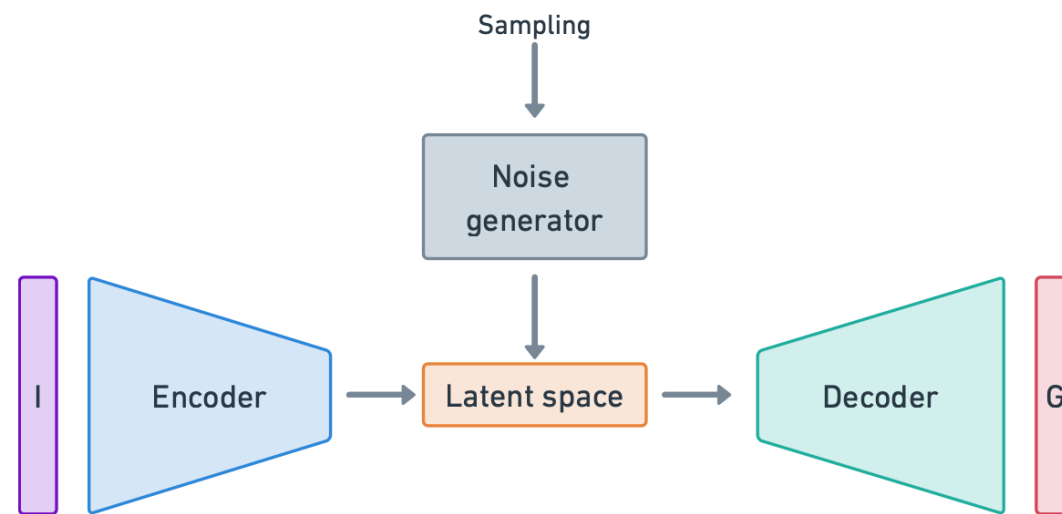 Sampling
Noise
generator
I
Encoder
Latent space
Decoder
G